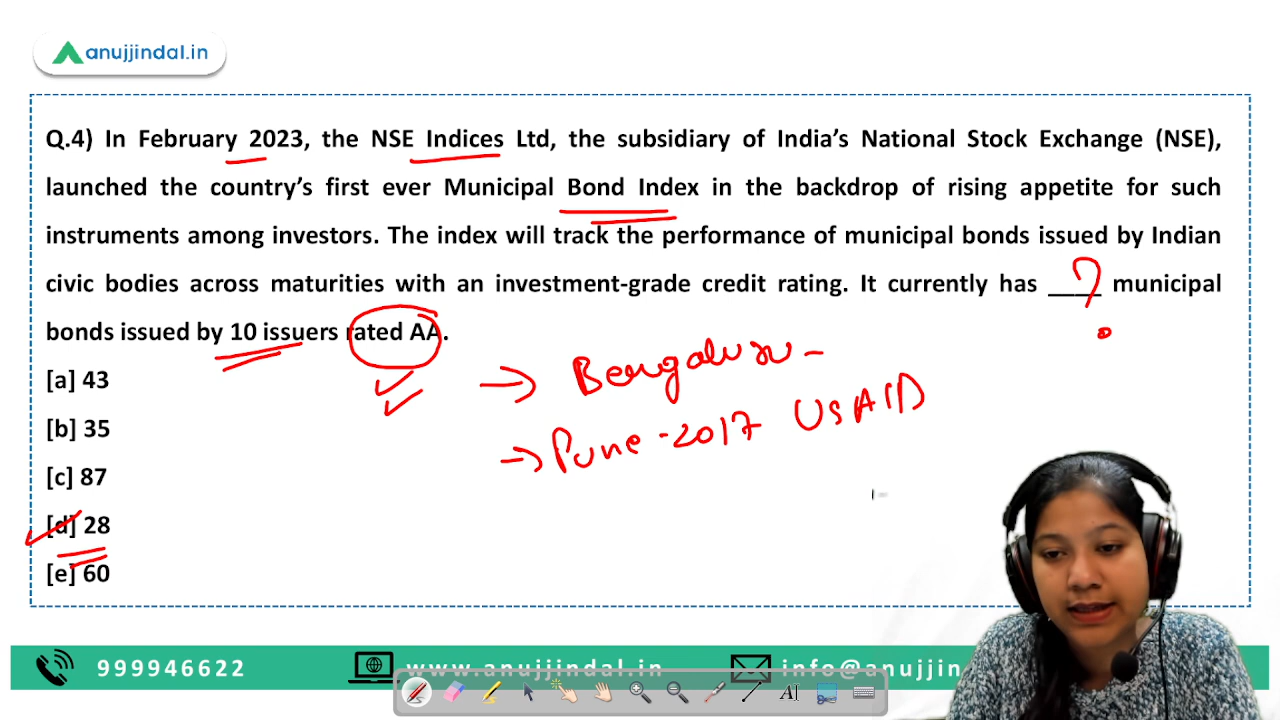 anujjindal.in
Q.4) In February 2023, the NSE Indices Ltd, the subsidiary of India’s National Stock Exchange (NSE),
launched the country’s first ever Municipal Bond Index in the backdrop of rising appetite for such
instruments among investors. The index will track the performance of municipal bonds issued by Indian
civic bodies across maturities with an investment-grade credit rating. It currently has ____ municipal
?
bonds issued by 10 issuers rated AA.
→ Bengaluru -
[a] 43
→ Pune - 2017 USAID
[b] 35
[c] 87
[d] 28
[e] 60
999946622 www.anujjindal.in info@anujjin
AI